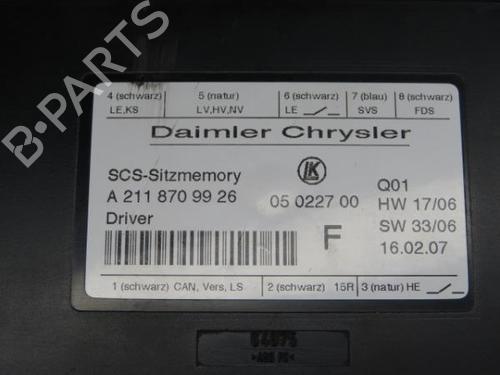 4 (schwarz) 5 (natur) 6 (schwarz) 7 (blau) 8 (schwarz)
LE,KS LV,HV,NV LE SVS FDS
Daimler Chrysler
SCS-Sitzmemory LK Q01
A 211 870 99 26 05 0227 00 HW 17/06
Driver F SW 33/06
16.02.07
1 (schwarz) CAN, Vers, LS 2 (schwarz) 15R 3 (natur) HE
B-PARTS